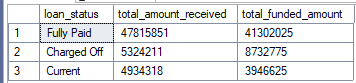 loan_status total_amount_received total_funded_amount
1 Fully Paid 47815851 41302025
2 Charged Off 5324211 8732775
3 Current 4934318 3946625